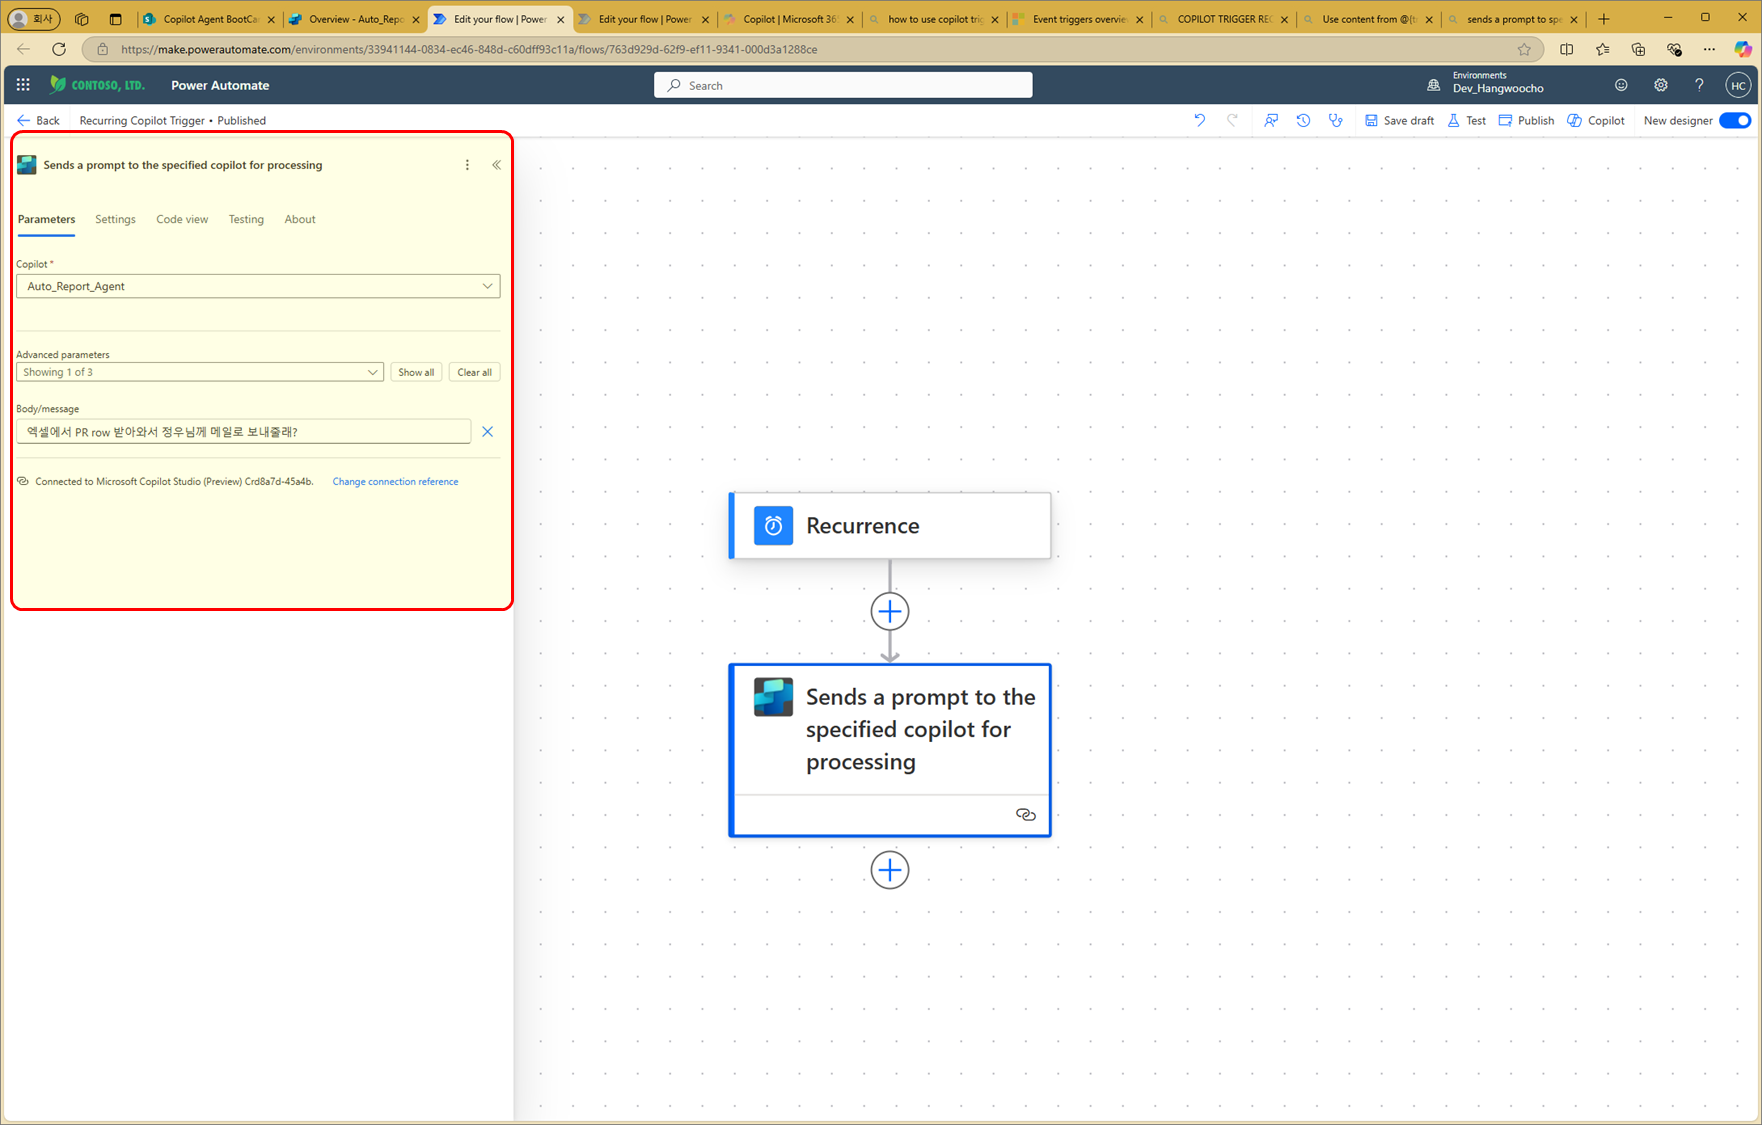 회사
Copilot Agent BootCa
Overview - Auto_Repo
Edit your flow | Power
Edit your flow | Power
Copilot | Microsoft 36
how to use copilot tri
Event triggers overvie
COPILOT TRIGGER REC
Use content from @{t
sends a prompt to spe
https://make.powerautomate.com/environments/33941144-0834-ec46-848d-c60dff93c11a/flows/763d929d-62f9-ef11-9341-000d3a1288ce
CONTOSO, LTD.
Power Automate
Search
Environments
Dev_Hangwoocho
HC
Back
Recurring Copilot Trigger • Published
Save draft
Test
Publish
Copilot
New designer
Sends a prompt to the specified copilot for processing
Parameters
Settings
Code view
Testing
About
Copilot *
Auto_Report_Agent
Advanced parameters
Showing 1 of 3
Show all
Clear all
Body/message
엑셀에서 PR row 받아와서 정우님께 메일로 보내줄래?
Connected to Microsoft Copilot Studio (Preview) Crd8a7d-45a4b.
Change connection reference
Recurrence
Sends a prompt to the
specified copilot for
processing